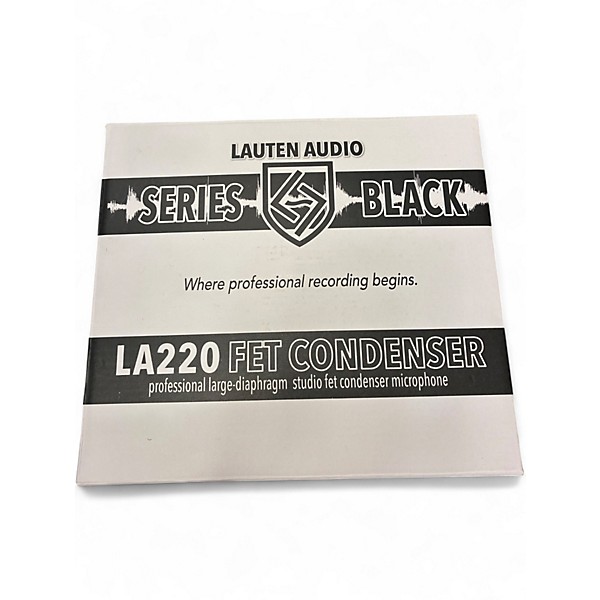 LAUTEN AUDIO
SERIES BLACK
Where professional recording begins.
LA220 FET CONDENSER
professional large-diaphragm studio fet condenser microphone